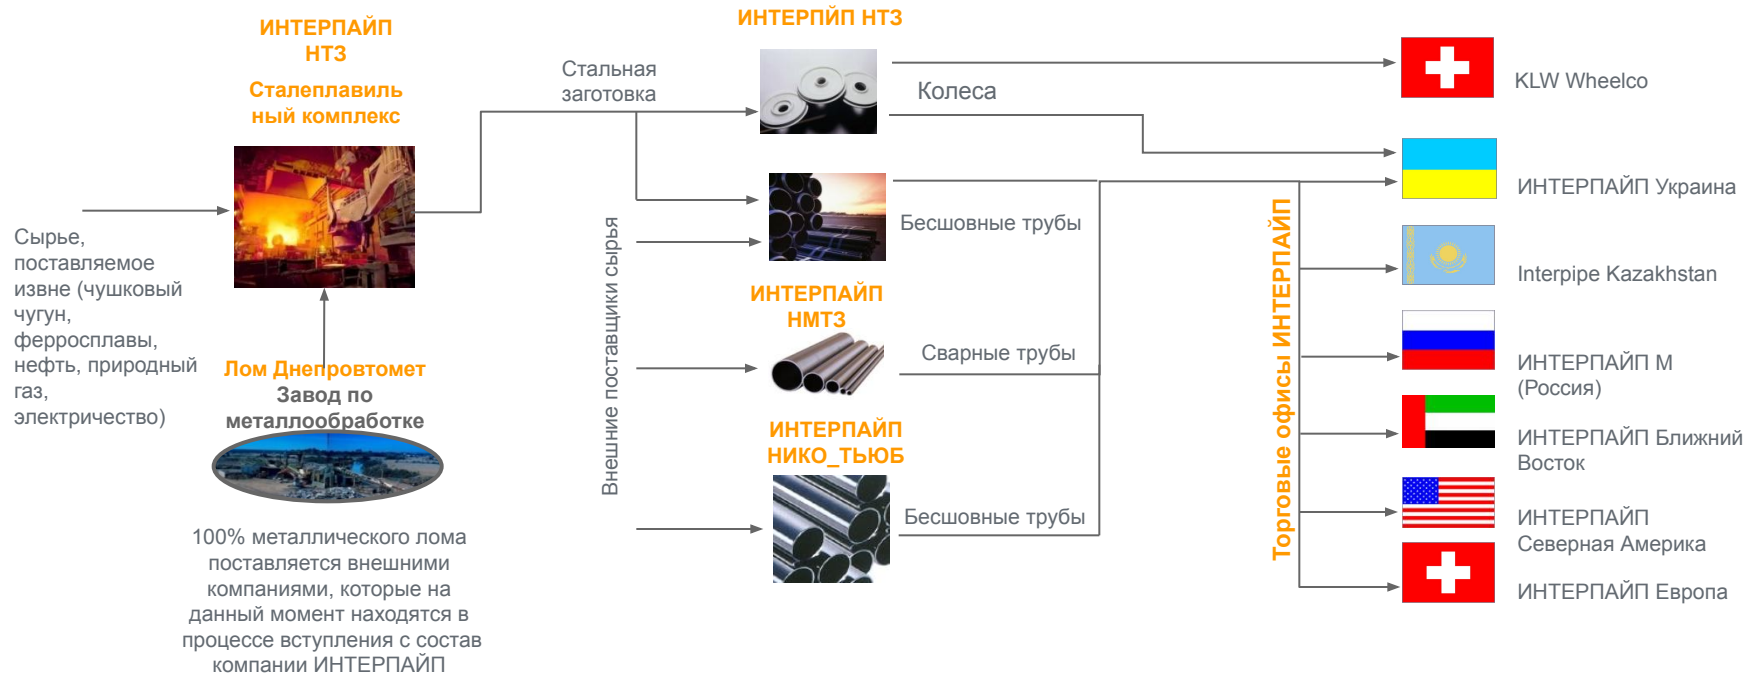 ИНТЕРПАЙП
НТЗ
Сталеплавиль
ный комплекс
Сырье,
поставляемое
извне (чушковый
чугун,
ферросплавы,
нефть, природный
газ,
электричество)
Лом Днепровтомет
Завод по
металлообработке
100% металлического лома
поставляется внешними
компаниями, которые на
данный момент находятся в
процессе вступления с состав
компании ИНТЕРПАЙП
Стальная
заготовка
Внешние поставщики сырья
ИНТЕРПЙП НТЗ
Колеса
Бесшовные трубы
ИНТЕРПАЙП
НМТЗ
Сварные трубы
ИНТЕРПАЙП
НИКО_ТЬЮБ
Бесшовные трубы
Торговые офисы ИНТЕРПАЙП
KLW Wheelco
ИНТЕРПАЙП Украина
Interpipe Kazakhstan
ИНТЕРПАЙП М
(Россия)
ИНТЕРПАЙП Ближний
Восток
ИНТЕРПАЙП
Северная Америка
ИНТЕРПАЙП Европа